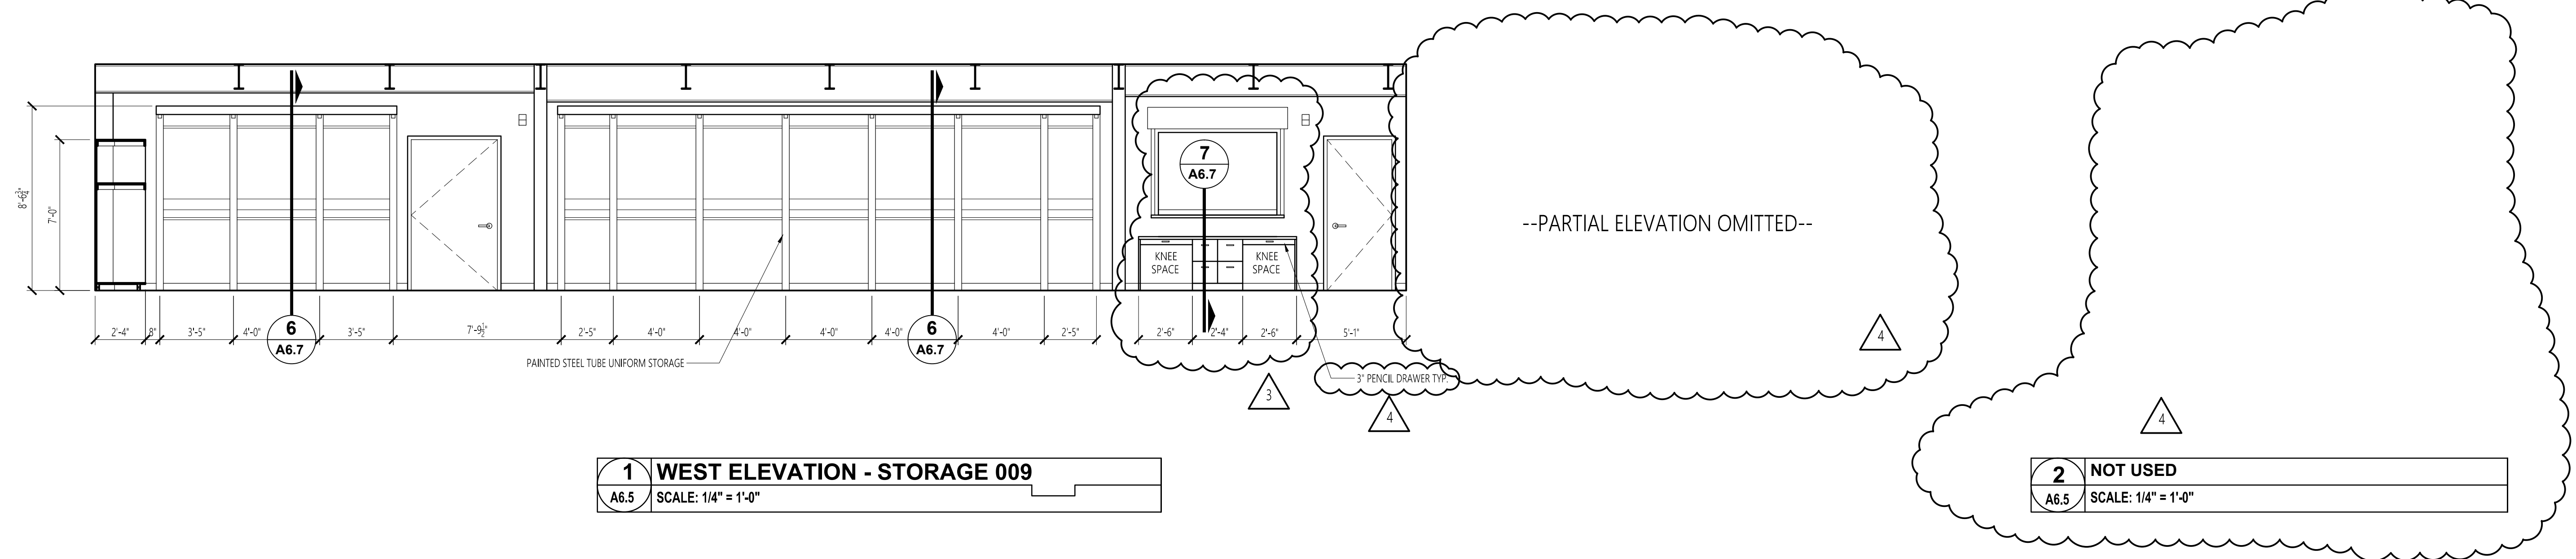 8'-6¾"
7'-0"
7
A6.7
KNEE
SPACE
KNEE
SPACE
--PARTIAL ELEVATION OMITTED--
2'-4"
8"
3'-5"
4'-0"
6
A6.7
3'-5"
7'-9½"
2'-5"
4'-0"
4'-0"
4'-0"
4'-0"
6
A6.7
4'-0"
2'-5"
2'-6"
2'-4"
2'-6"
5'-1"
4
PAINTED STEEL TUBE UNIFORM STORAGE
3" PENCIL DRAWER TYP.
3
4
4
1
WEST ELEVATION - STORAGE 009
A6.5
SCALE: 1/4" = 1'-0"
2
NOT USED
A6.5
SCALE: 1/4" = 1'-0"